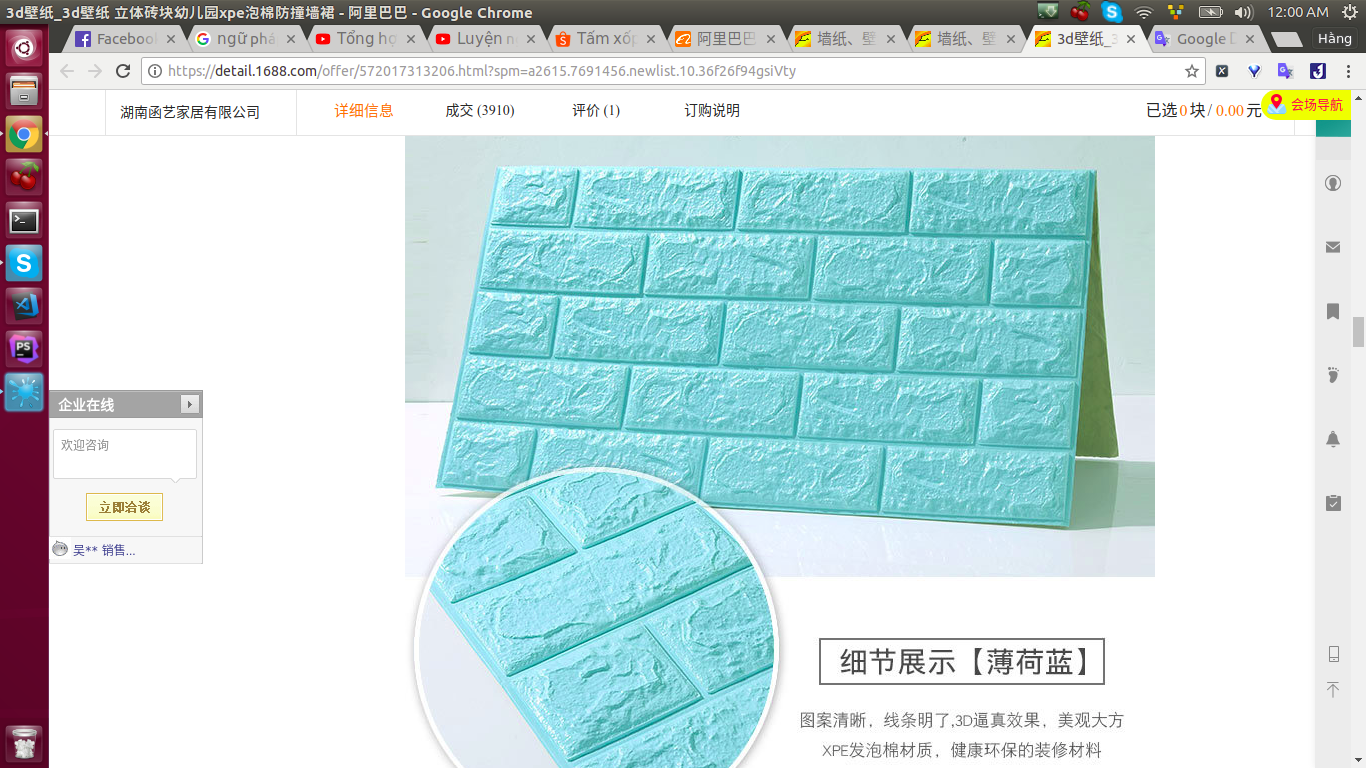 3d壁纸_3d壁纸 立体砖块幼儿园xpe泡棉防撞墙裙 - 阿里巴巴 - Google Chrome
12:00 AM
Facebook
ngữ phá
Tổng hợ
Luyện n
Tấm xốp
阿里巴巴
墙纸、壁
墙纸、壁
3d壁纸_3
Google D
Hằng
https://detail.1688.com/offer/572017313206.html?spm=a2615.7691456.newlist.10.36f26f94gsiVty
湖南函艺家居有限公司
详细信息
成交 (3910)
评价 (1)
订购说明
已选0块/ 0.00元
会场导航
企业在线
欢迎咨询
立即洽谈
吴** 销售...
细节展示【薄荷蓝】
图案清晰，线条明了,3D逼真效果，美观大方
XPE发泡棉材质，健康环保的装修材料